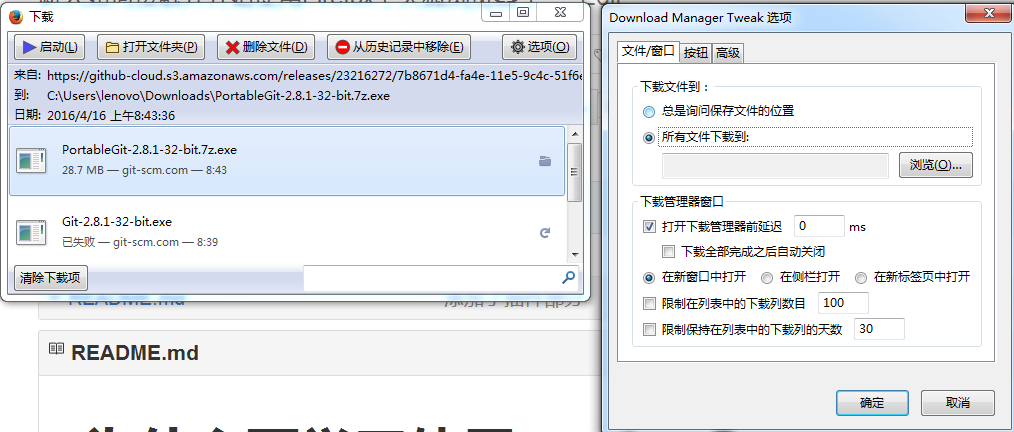 下载
启动(L)
打开文件夹(P)
删除文件(D)
从历史记录中移除(E)
选项(O)
来自: https://github-cloud.s3.amazonaws.com/releases/23216272/7b8671d4-fa4e-11e5-9c4c-51f6e
到: C:\Users\lenovo\Downloads\PortableGit-2.8.1-32-bit.7z.exe
日期: 2016/4/16 上午8:43:36
PortableGit-2.8.1-32-bit.7z.exe
28.7 MB — git-scm.com — 8:43
Git-2.8.1-32-bit.exe
已失败 — git-scm.com — 8:39
清除下载项
README.md
README.md
Download Manager Tweak 选项
文件/窗口
按钮
高级
下载文件到：
总是询问保存文件的位置
所有文件下载到:
浏览(O)...
下载管理器窗口
打开下载管理器前延迟 0 ms
下载全部完成之后自动关闭
在新窗口中打开 在侧栏打开 在新标签页中打开
限制在列表中的下载列数目 100
限制保持在列表中的下载列的天数 30
确定
取消